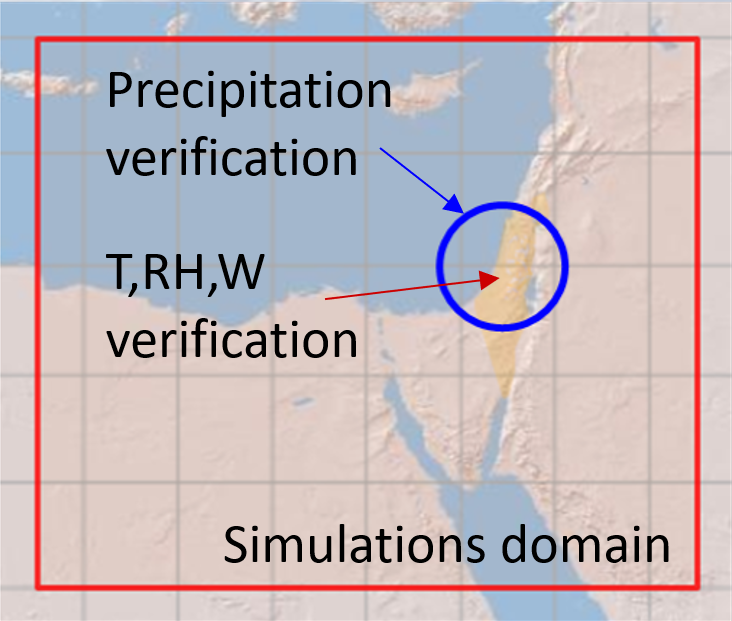 Precipitation
verification
T,RH,W
verification
Simulations domain